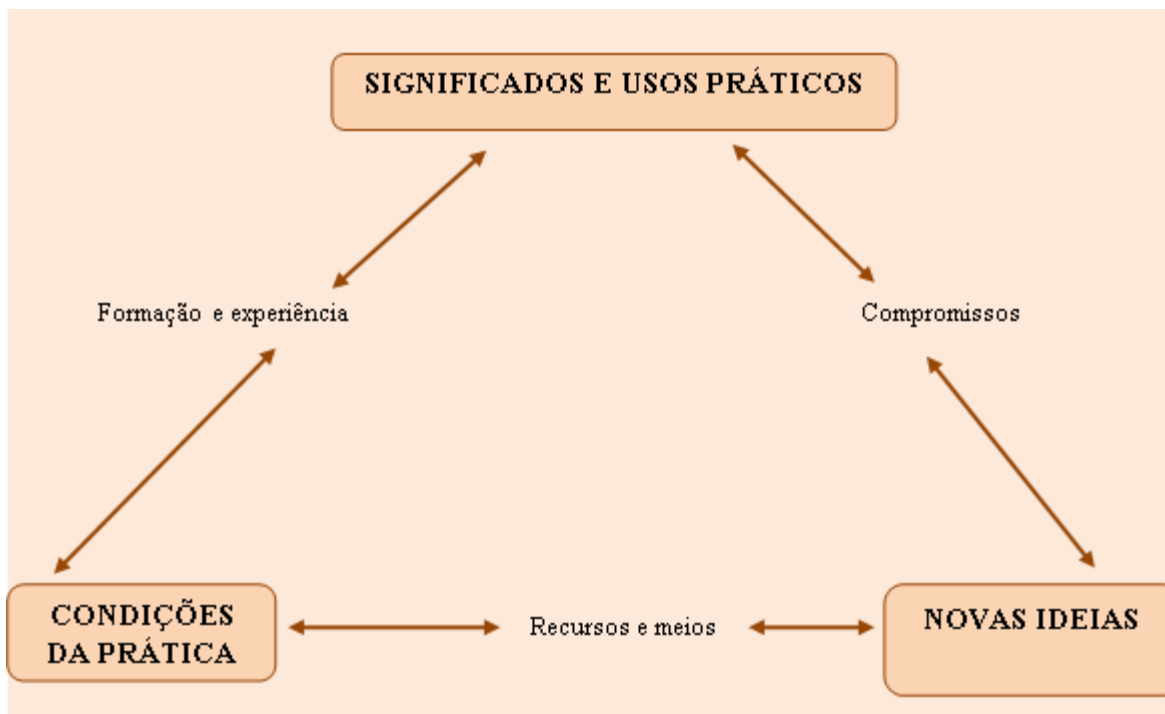 SIGNIFICADOS E USOS PRÁTICOS
Formação e experiência
Compromissos
CONDIÇÕES
DA PRÁTICA
Recursos e meios
NOVAS IDEIAS